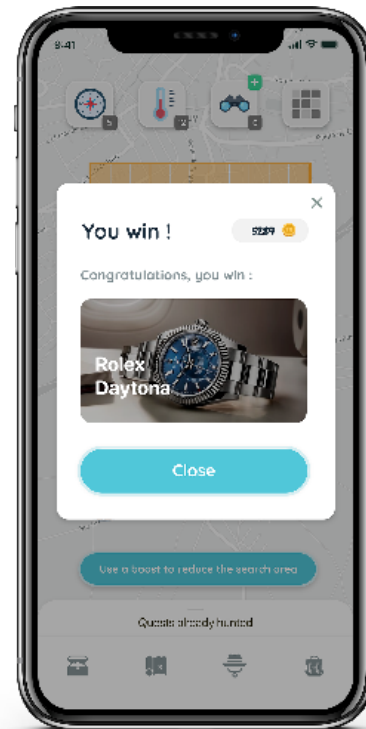 9:41
You win !
Congratulations, you win :
Rolex
Daytona
Close
Use a boost to reduce the search area
Quests already hunted